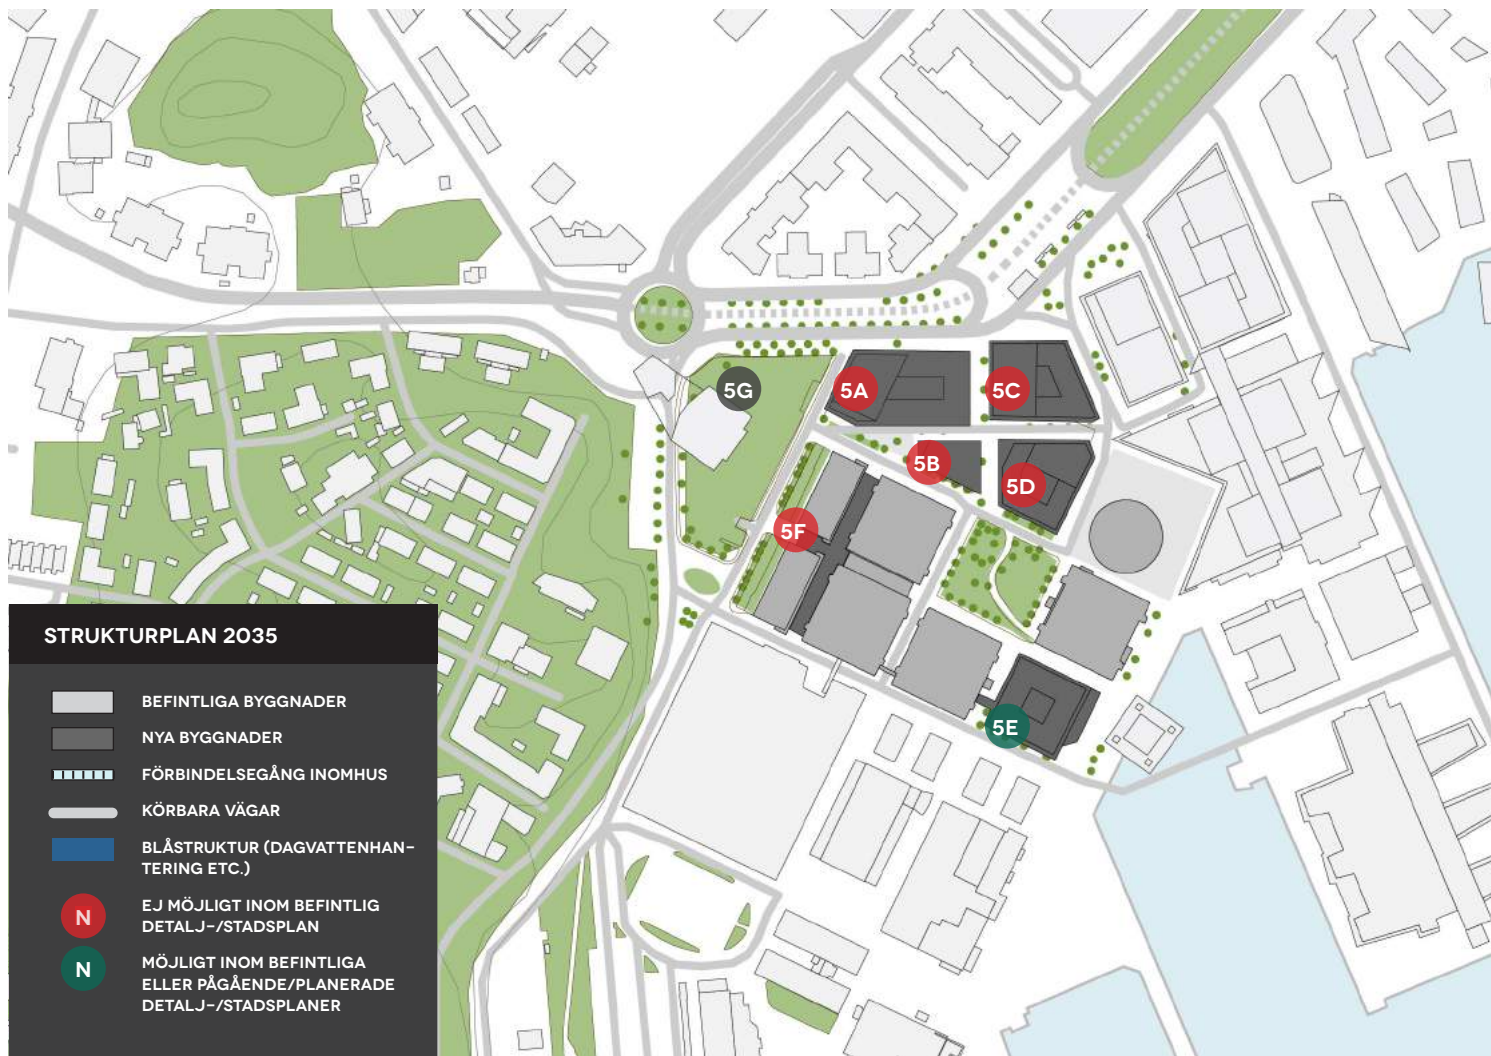 5G
5A
5C
5B
5D
5F
5E
STRUKTURPLAN 2035
BEFINTLIGA BYGGNADER
NYA BYGGNADER
FÖRBINDELSEGÅNG INOMHUS
KÖRBARA VÄGAR
BLÅSTRUKTUR (DAGVATTENHAN-
TERING ETC.)
N
EJ MÖJLIGT INOM BEFINTLIG
DETALJ-/STADSPLAN
N
MÖJLIGT INOM BEFINTLIGA
ELLER PÅGÅENDE/PLANERADE
DETALJ-/STADSPLANER